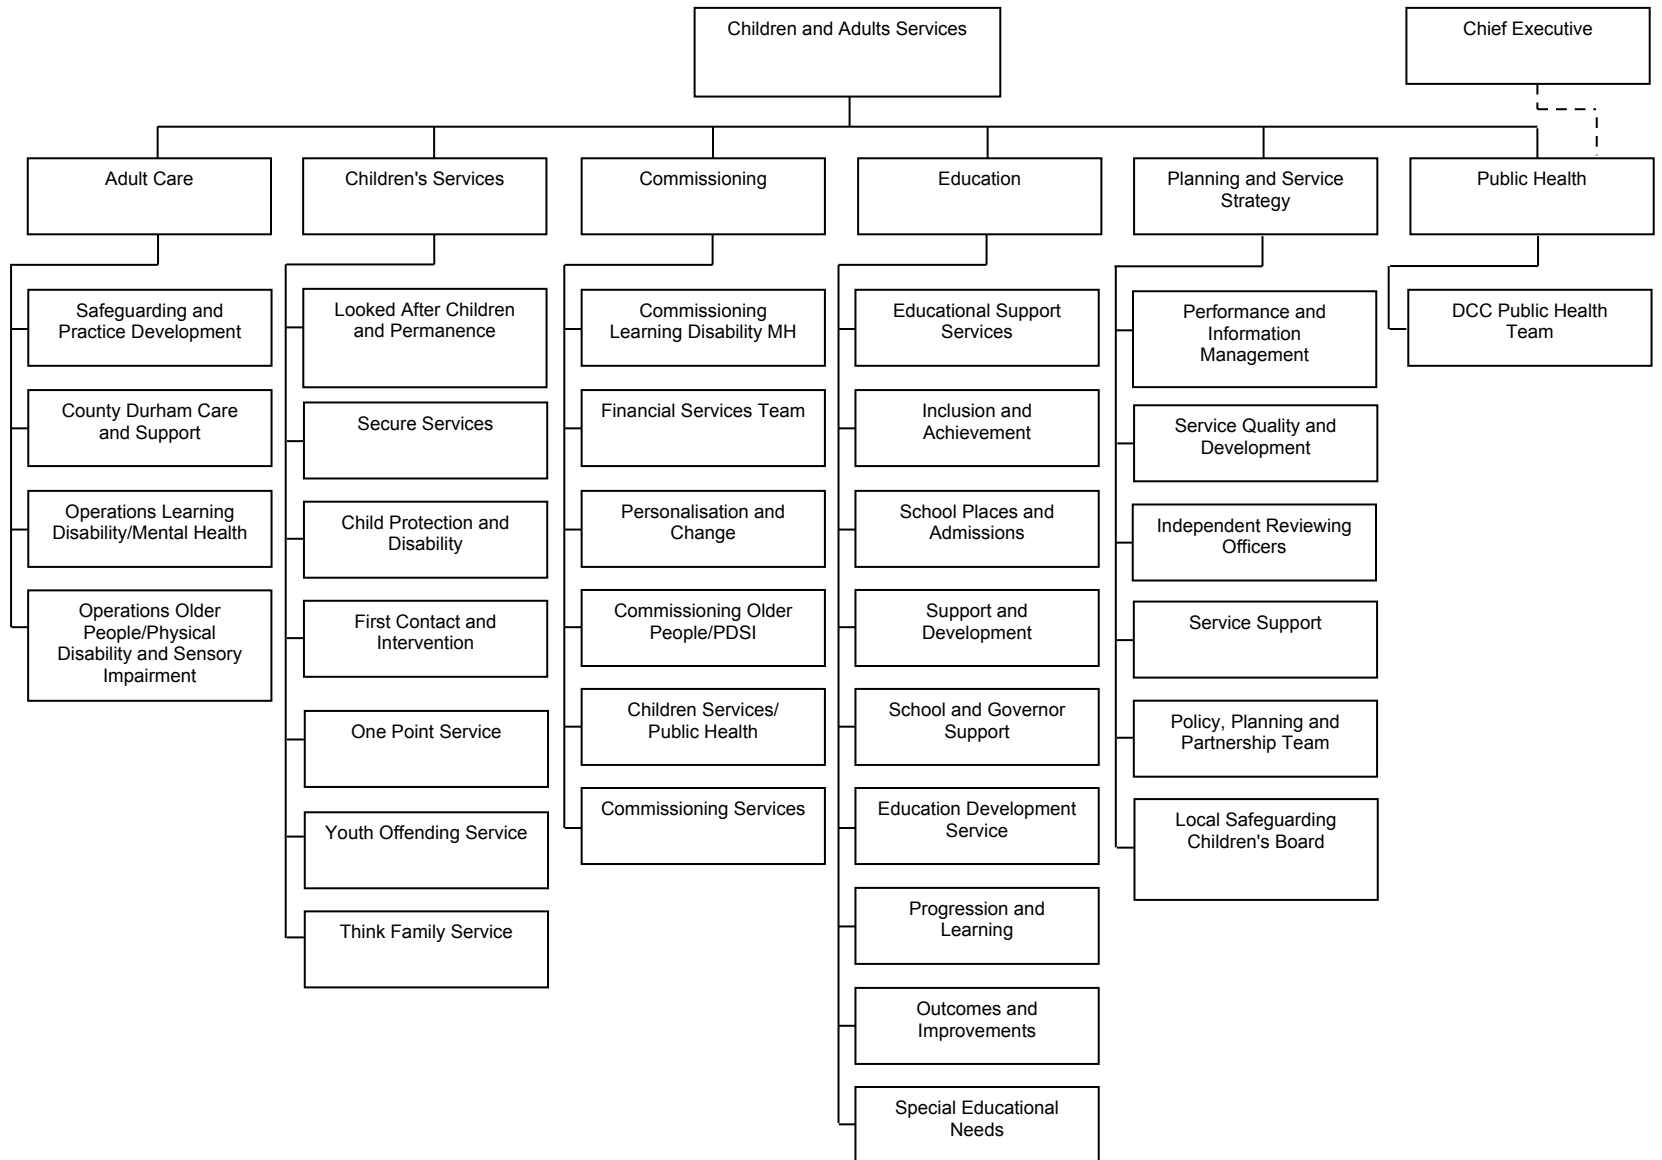 Children and Adults Services
Chief Executive
Adult Care
Children's Services
Commissioning
Education
Planning and Service
Strategy
Public Health
Safeguarding and
Practice Development
County Durham Care
and Support
Operations Learning
Disability/Mental Health
Operations Older
People/Physical
Disability and Sensory
Impairment
Looked After Children
and Permanence
Secure Services
Child Protection and
Disability
First Contact and
Intervention
One Point Service
Youth Offending Service
Think Family Service
Commissioning
Learning Disability MH
Financial Services Team
Personalisation and
Change
Commissioning Older
People/PDSI
Children Services/
Public Health
Commissioning Services
Educational Support
Services
Inclusion and
Achievement
School Places and
Admissions
Support and
Development
School and Governor
Support
Education Development
Service
Progression and
Learning
Outcomes and
Improvements
Special Educational
Needs
Performance and
Information
Management
Service Quality and
Development
Independent Reviewing
Officers
Service Support
Policy, Planning and
Partnership Team
Local Safeguarding
Children's Board
DCC Public Health
Team